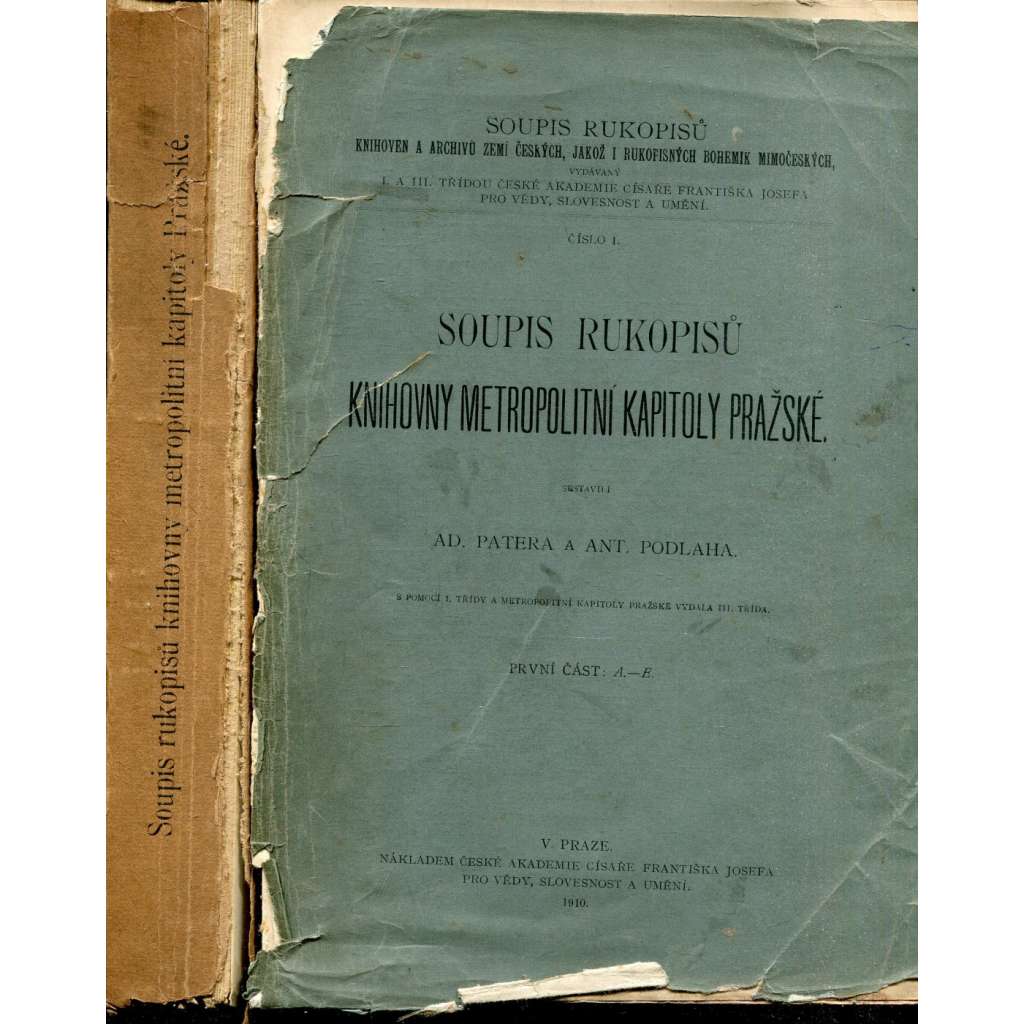 Soupis rukopisů knihovny metropolitní kapitoly Pražské.
SOUPIS RUKOPISŮ
KNIHOVEN A ARCHIVŮ ZEMÍ ČESKÝCH, JAKOŽ I RUKOPISNÝCH BOHEMIK MIMOČESKÝCH,
VYDÁVANÝ
I. A III. TŘÍDOU ČESKÉ AKADEMIE CÍSAŘE FRANTIŠKA JOSEFA
PRO VĚDY, SLOVESNOST A UMĚNÍ.
ČÍSLO 1.
SOUPIS RUKOPISŮ
KNIHOVNY METROPOLITNÍ KAPITOLY PRAŽSKÉ.
SESTAVILI
AD. PATERA A ANT. PODLAHA.
S POMOCÍ I. TŘÍDY A METROPOLITNÍ KAPITOLY PRAŽSKÉ VYDALA III. TŘÍDA.
PRVNÍ ČÁST: A.—E.
V PRAZE.
NÁKLADEM ČESKÉ AKADEMIE CÍSAŘE FRANTIŠKA JOSEFA
PRO VĚDY, SLOVESNOST A UMĚNÍ.
1910.